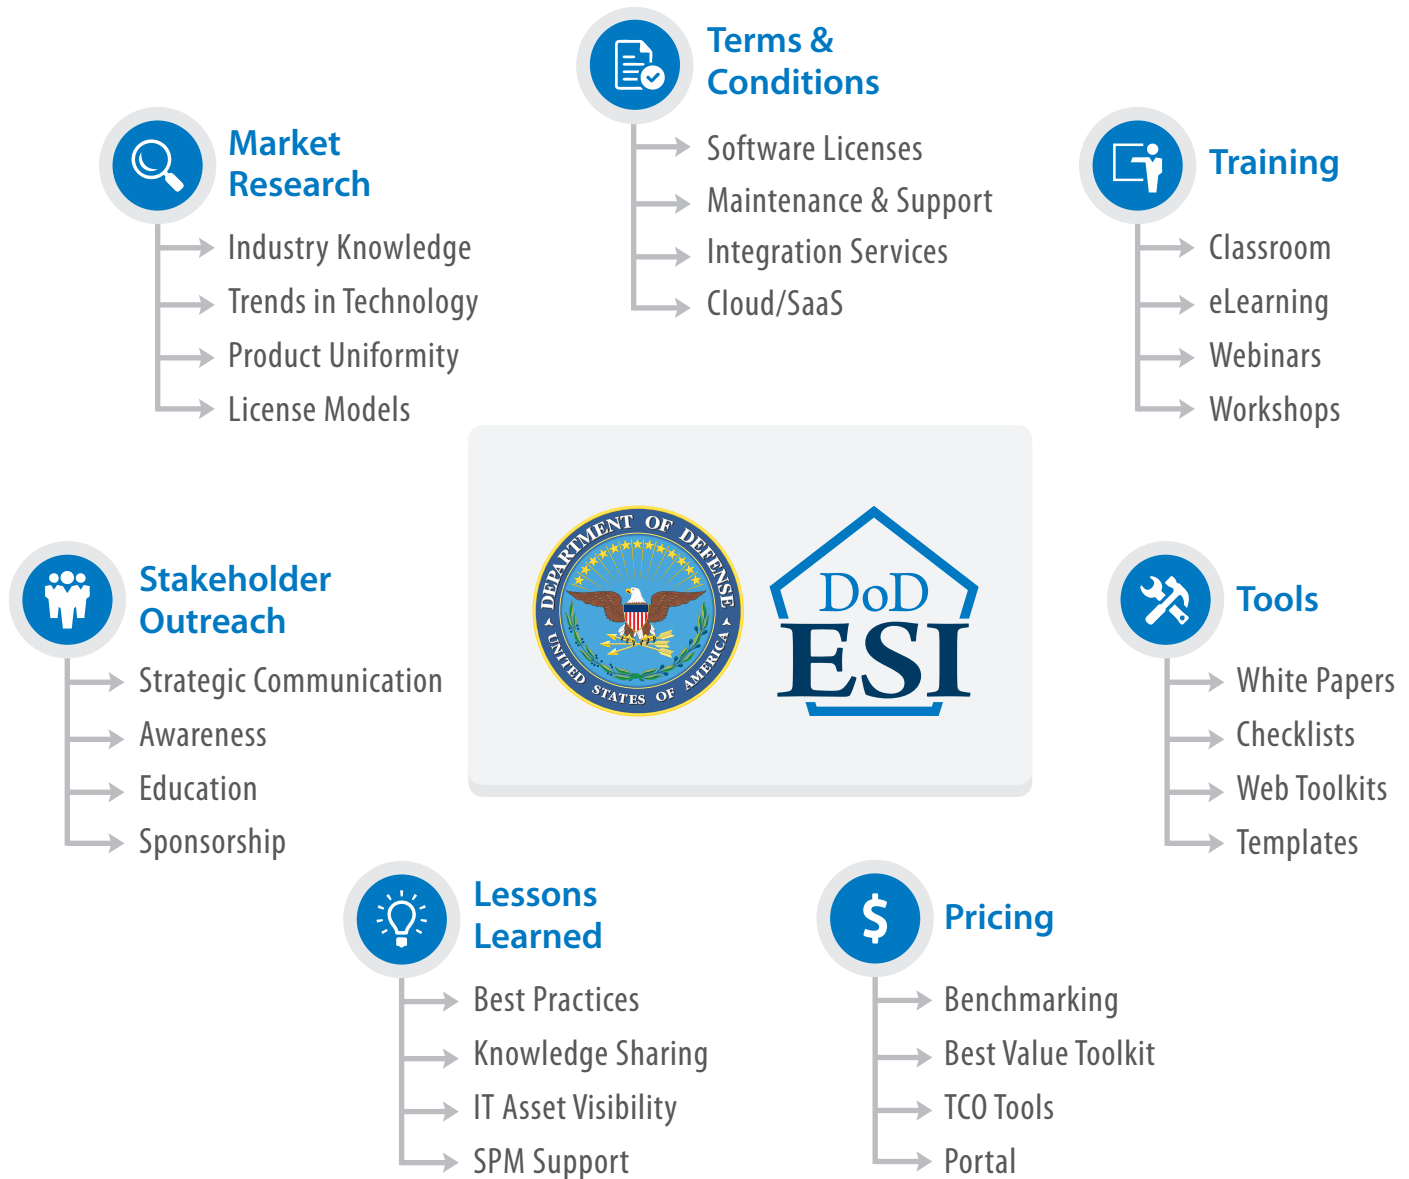 Terms &
Conditions
Software Licenses
Maintenance & Support
Integration Services
Cloud/SaaS
Market
Research
Industry Knowledge
Trends in Technology
Product Uniformity
License Models
Training
Classroom
eLearning
Webinars
Workshops
DEPARTMENT OF DEFENSE
UNITED STATES OF AMERICA
DoD
ESI
Stakeholder
Outreach
Strategic Communication
Awareness
Education
Sponsorship
Tools
White Papers
Checklists
Web Toolkits
Templates
Lessons
Learned
Best Practices
Knowledge Sharing
IT Asset Visibility
SPM Support
$
Pricing
Benchmarking
Best Value Toolkit
TCO Tools
Portal